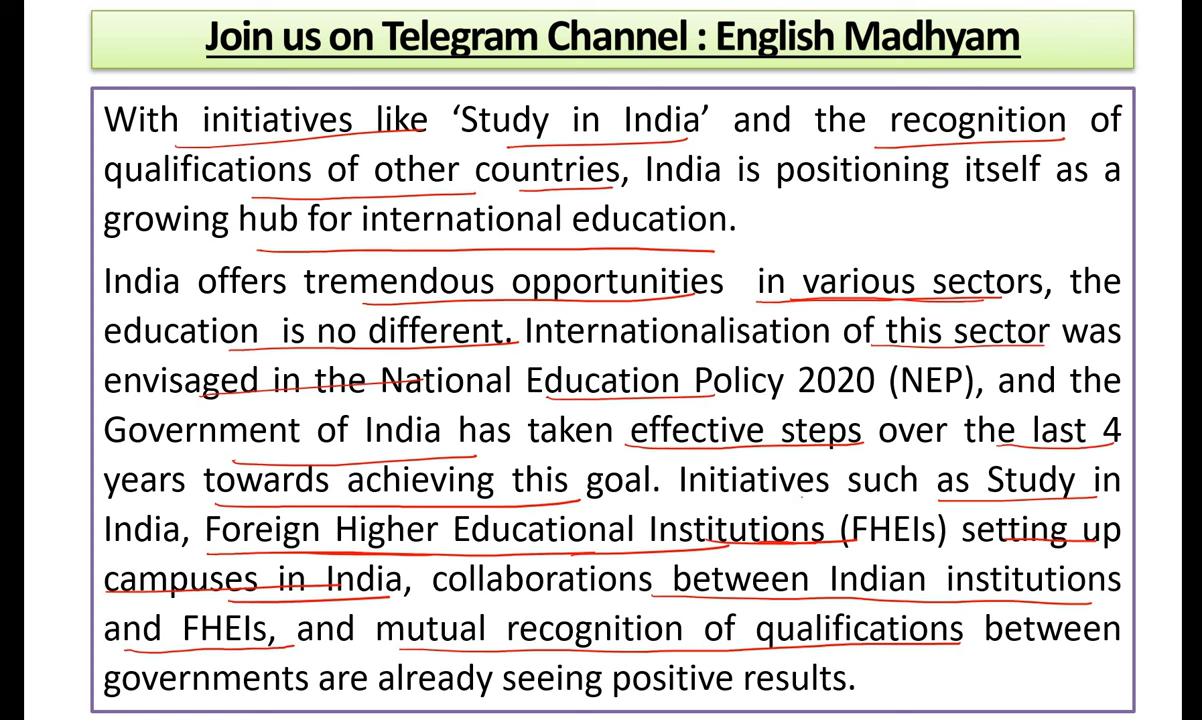 Join us on Telegram Channel : English Madhyam
With initiatives like ‘Study in India’ and the recognition of
qualifications of other countries, India is positioning itself as a
growing hub for international education.
India offers tremendous opportunities in various sectors, the
education is no different. Internationalisation of this sector was
envisaged in the National Education Policy 2020 (NEP), and the
Government of India has taken effective steps over the last 4
years towards achieving this goal. Initiatives such as Study in
India, Foreign Higher Educational Institutions (FHEIs) setting up
campuses in India, collaborations between Indian institutions
and FHEIs, and mutual recognition of qualifications between
governments are already seeing positive results.